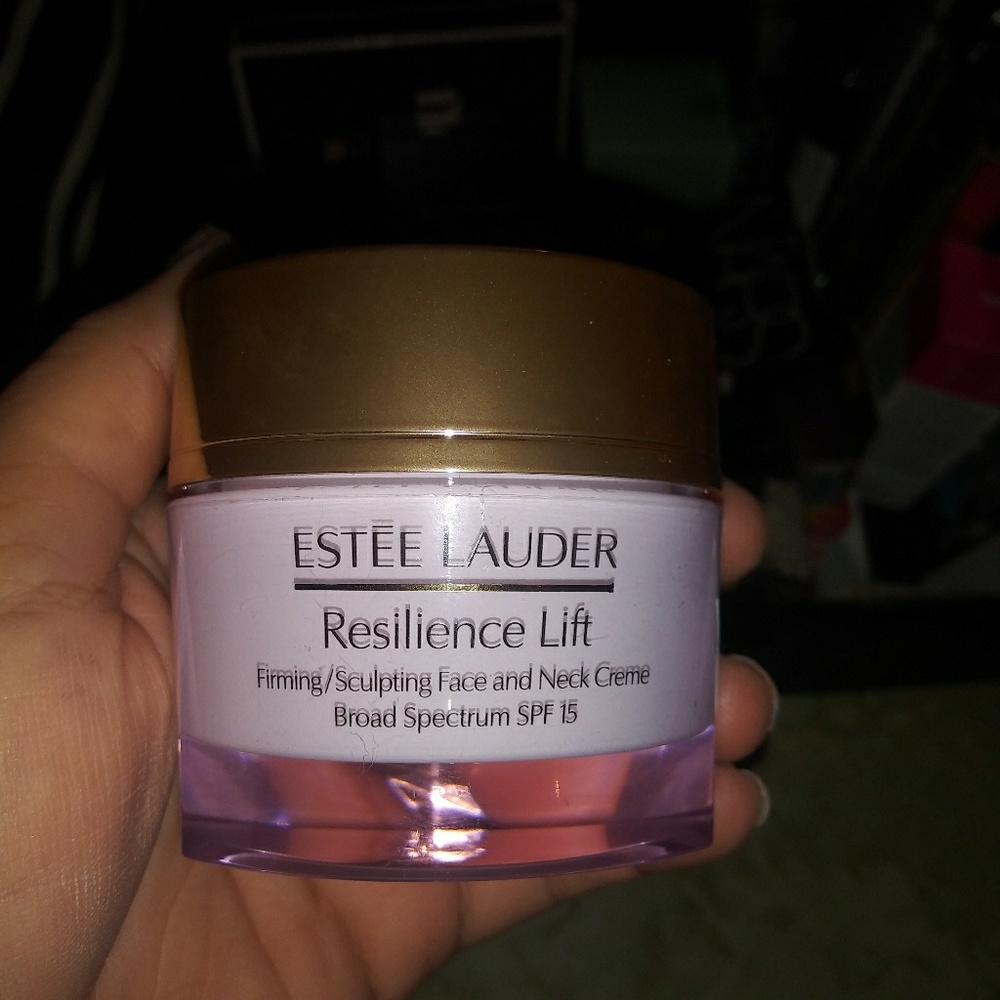 ESTĒE LAUDER
Resilience Lift
Firming/Sculpting Face and Neck Creme
Broad Spectrum SPF 15